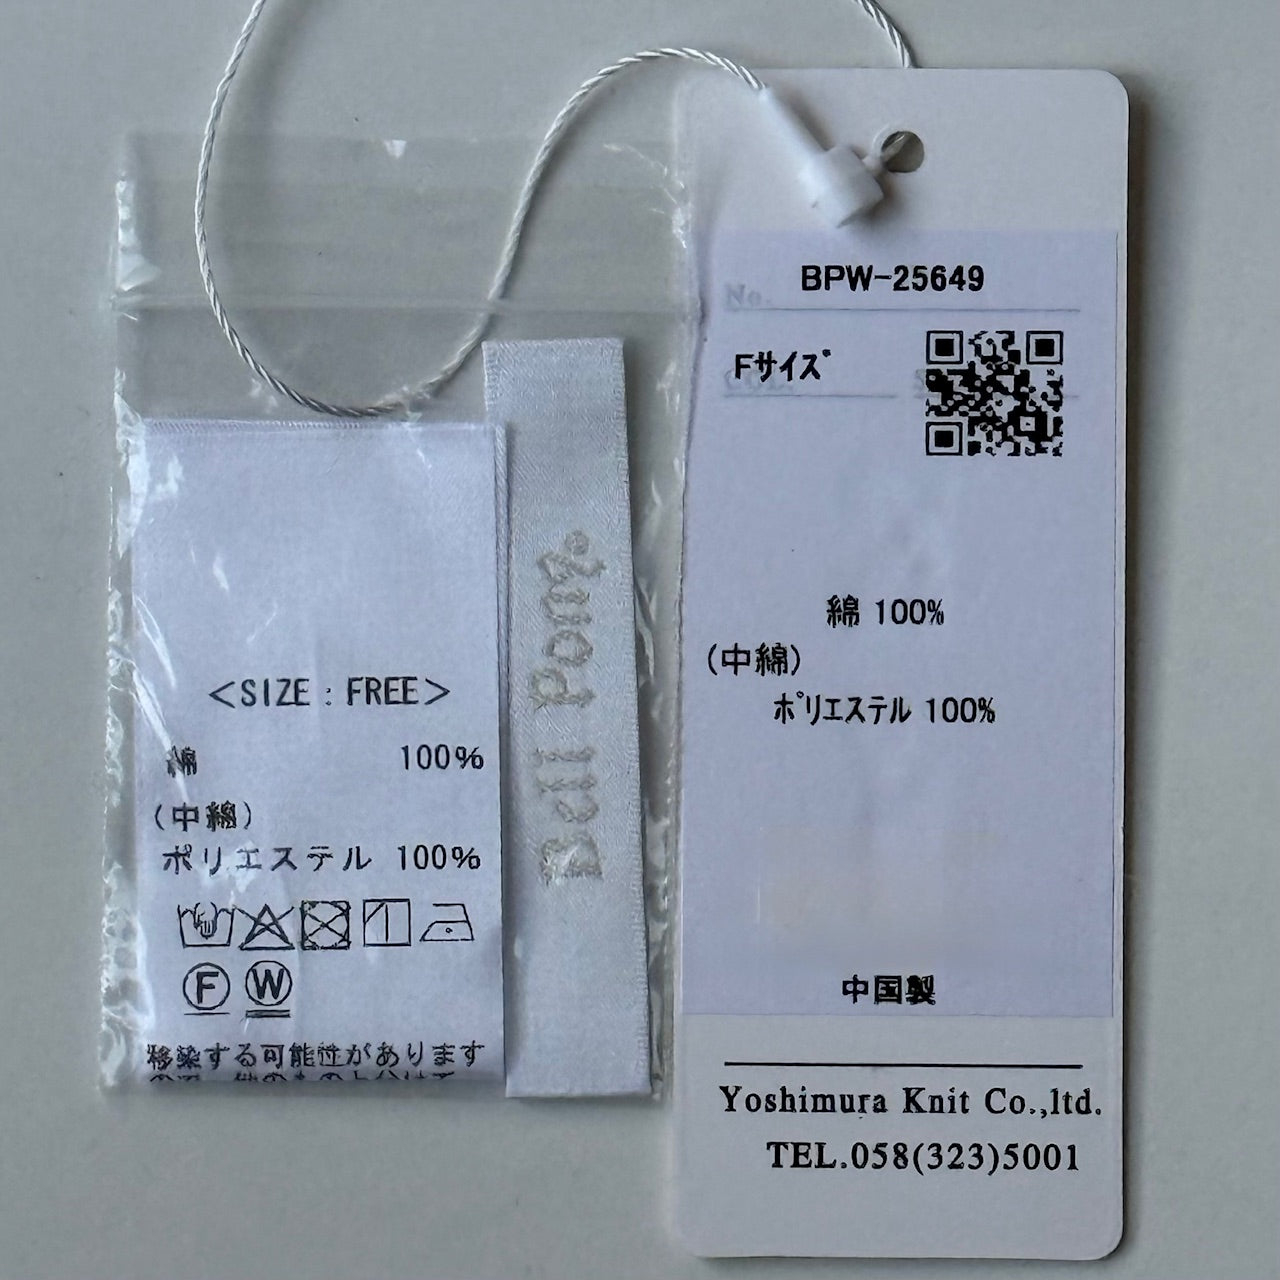 <SIZE : FREE>
綿 100%
(中綿)
ポリエステル 100%
F W
移染する可能性があります
Bell Pom.
BPW-25649
No.
Fサイズ
綿 100%
(中綿)
ポリエステル 100%
中国製
Yoshimura Knit Co.,ltd.
TEL.058(323)5001